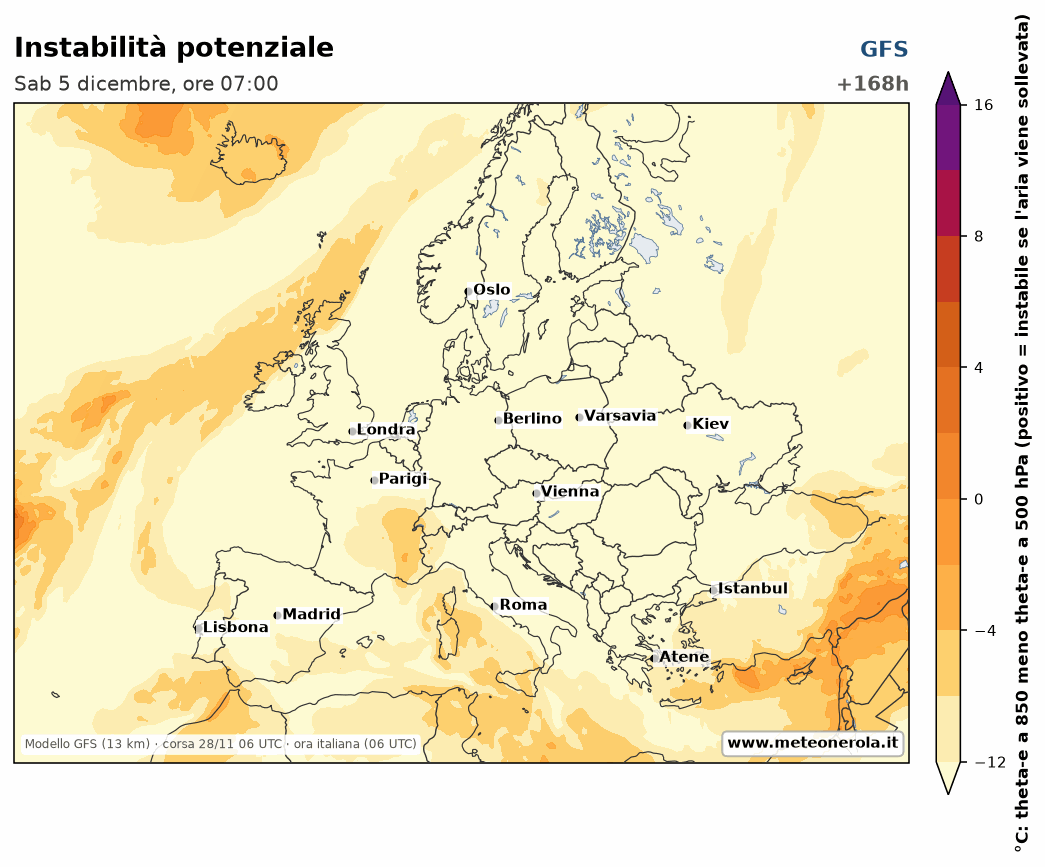 Instabilità potenziale
GFS
Sab 5 dicembre, ore 07:00
+168h
Oslo
Berlino
Varsavia
Kiev
Londra
Parigi
Vienna
Istanbul
Roma
Madrid
Lisbona
Atene
Modello GFS (13 km) · corsa 28/11 06 UTC · ora italiana (06 UTC)
www.meteonerola.it
16
8
4
0
−4
−12
°C: theta-e a 850 meno theta-e a 500 hPa (positivo = instabile se l'aria viene sollevata)